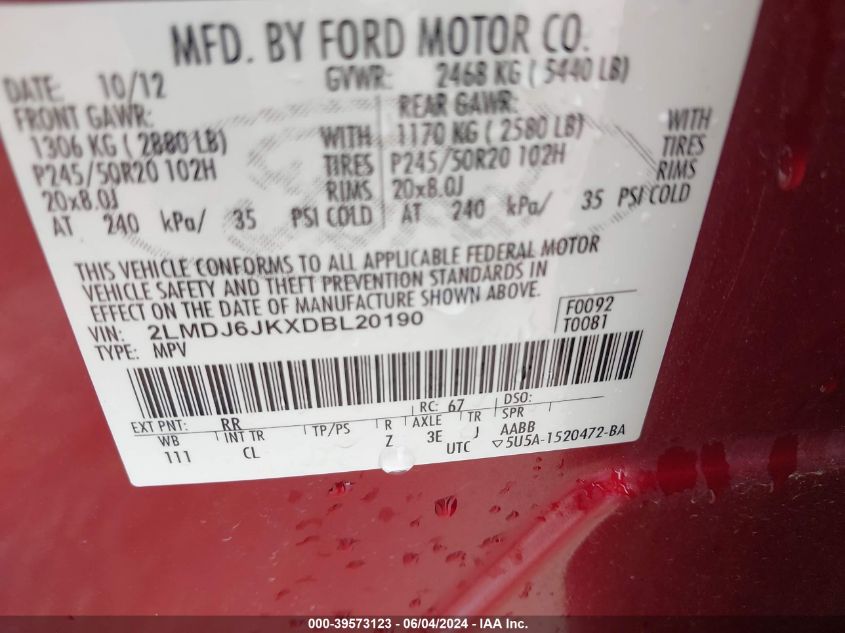 MFD. BY FORD MOTOR CO.
DATE: 10/12 GVWR: 2468 KG ( 5440 LB)
FRONT GAWR: REAR GAWR:
1306 KG ( 2880 LB) WITH 1170 KG ( 2580 LB) WITH
P245/50R20 102H TIRES P245/50R20 102H TIRES
20x8.0J RIMS 20x8.0J RIMS
AT 240 kPa/ 35 PSI COLD AT 240 kPa/ 35 PSI COLD
THIS VEHICLE CONFORMS TO ALL APPLICABLE FEDERAL MOTOR
VEHICLE SAFETY AND THEFT PREVENTION STANDARDS IN
EFFECT ON THE DATE OF MANUFACTURE SHOWN ABOVE.
VIN: 2LMDJ6JKXDBL20190 F0092
TYPE: MPV T0081
EXT PNT: RR RC: 67 DSO:
WB INT TR TP/PS R AXLE TR SPR
111 CL Z 3E J AABB
UTC ▽5U5A-1520472-BA
000-39573123 - 06/04/2024 - IAA Inc.